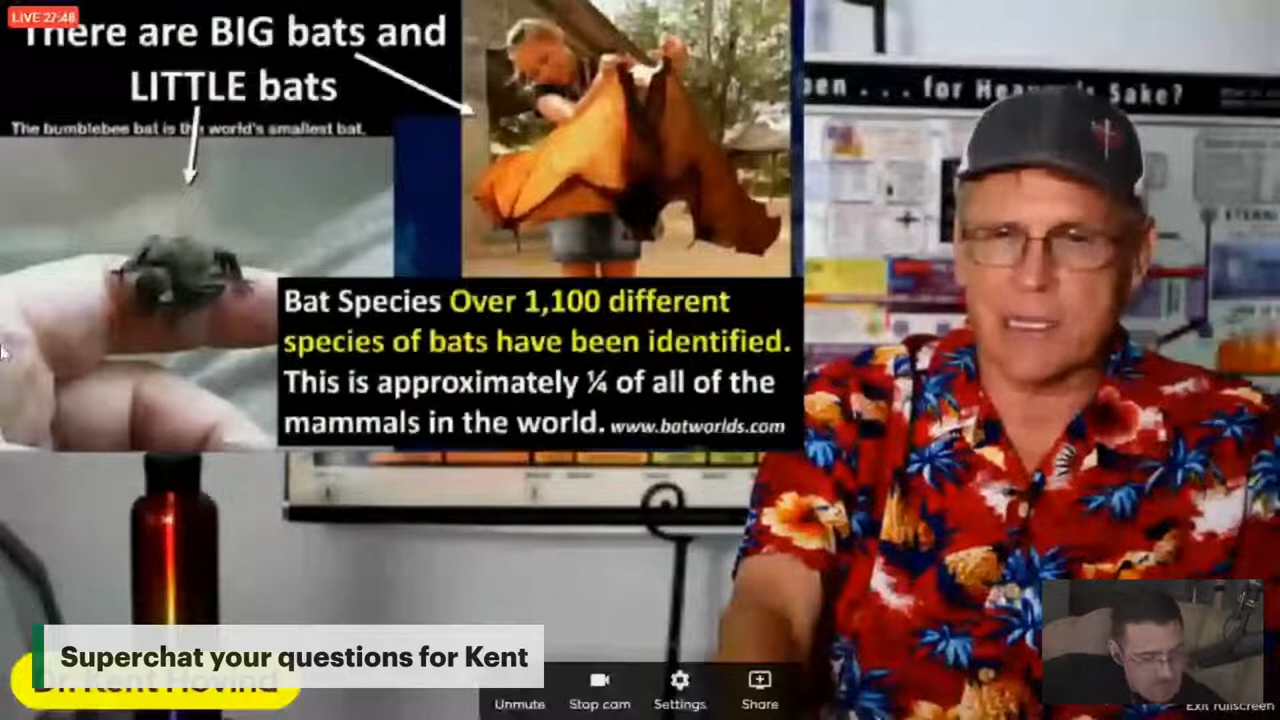 LIVE 27:48
There are BIG bats and
LITTLE bats
The bumblebee bat is the world's smallest bat.
Bat Species Over 1,100 different
species of bats have been identified.
This is approximately ¼ of all of the
mammals in the world. www.batworlds.com
. . . for Heaven's Sake?
Superchat your questions for Kent
Dr. Kent Hovind
Unmute
Stop cam
Settings
Share
Exit fullscreen